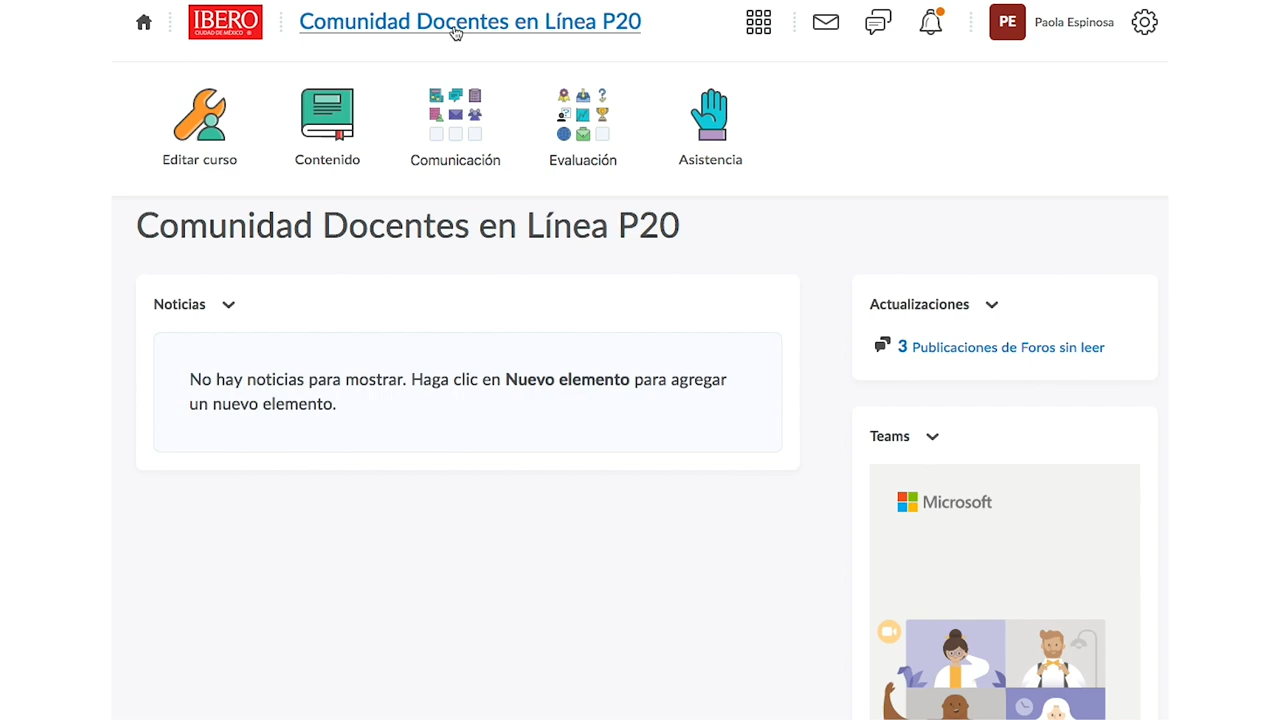 IBERO
CIUDAD DE MÉXICO
Comunidad Docentes en Línea P20
PE
Paola Espinosa
Editar curso
Contenido
Comunicación
Evaluación
Asistencia
Comunidad Docentes en Línea P20
Noticias
No hay noticias para mostrar. Haga clic en Nuevo elemento para agregar
un nuevo elemento.
Actualizaciones
3 Publicaciones de Foros sin leer
Teams
Microsoft